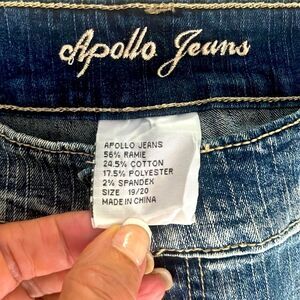 Apollo Jeans
APOLLO JEANS
56% RAMIE
24.5% COTTON
17.5% POLYESTER
2% SPANDEX
SIZE 19/20
MADE IN CHINA